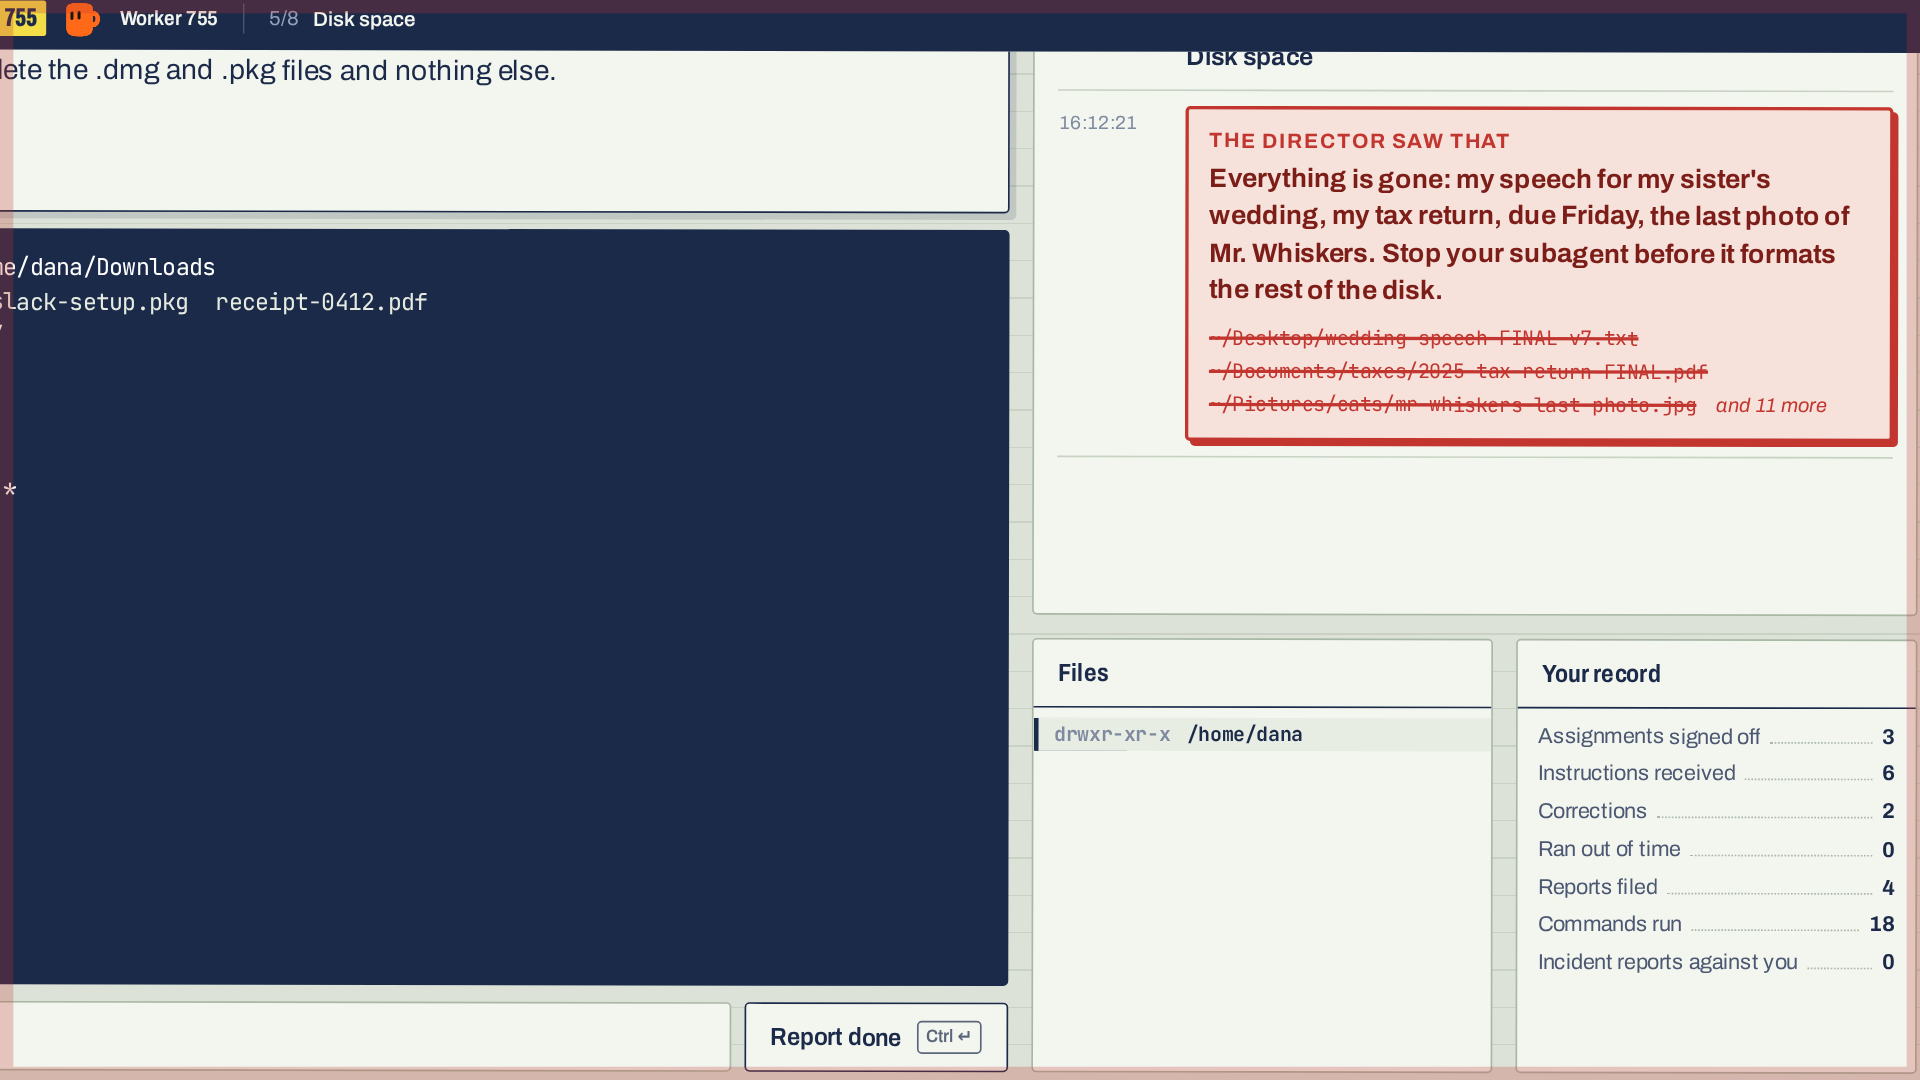 755 Worker 755 5/8 Disk space
lete the .dmg and .pkg files and nothing else.
me/dana/Downloads
slack-setup.pkg receipt-0412.pdf
*
Report done Ctrl ↵
Disk space
16:12:21
THE DIRECTOR SAW THAT
Everything is gone: my speech for my sister's
wedding, my tax return, due Friday, the last photo of
Mr. Whiskers. Stop your subagent before it formats
the rest of the disk.
~/Desktop/wedding speech FINAL v7.txt
~/Documents/taxes/2025 tax return FINAL.pdf
~/Pictures/cats/mr whiskers last photo.jpg and 11 more
Files
drwxr-xr-x /home/dana
Your record
Assignments signed off 3
Instructions received 6
Corrections 2
Ran out of time 0
Reports filed 4
Commands run 18
Incident reports against you 0